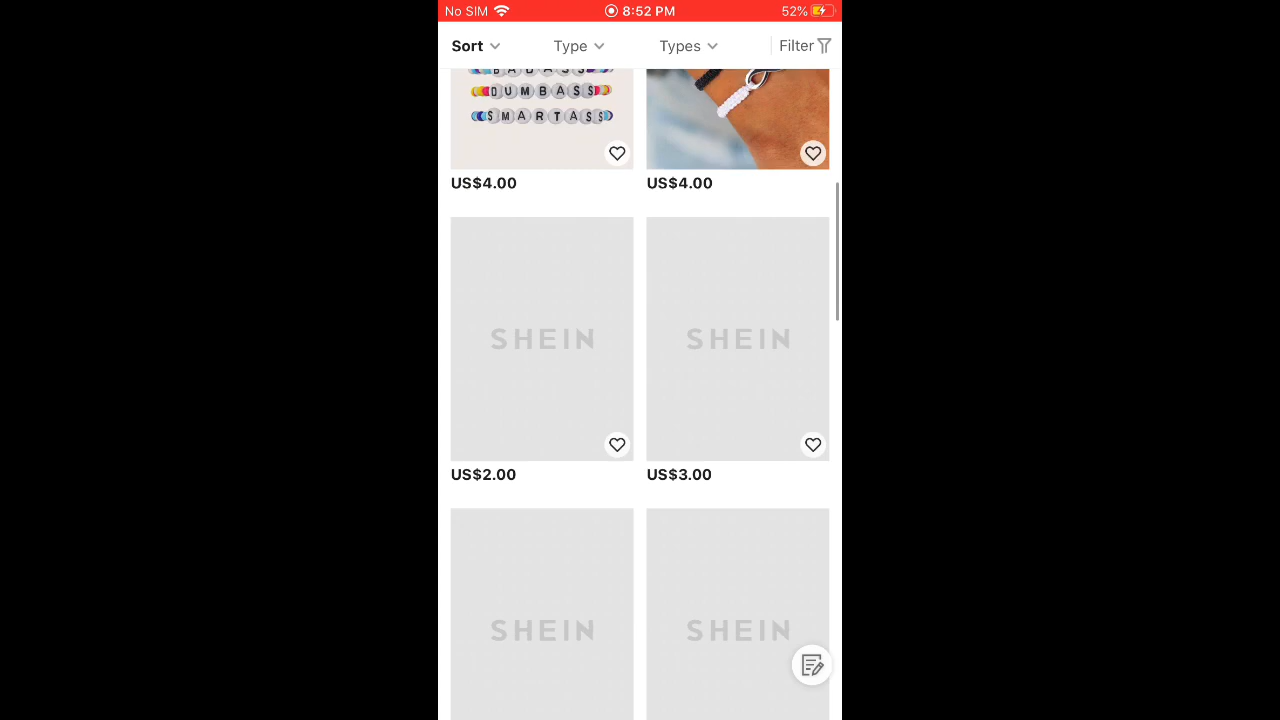 No SIM 8:52 PM 52%
Sort Type Types Filter
BADASS
DUMBASS
SMARTASS
US$4.00 US$4.00
SHEIN SHEIN
US$2.00 US$3.00
SHEIN SHEIN